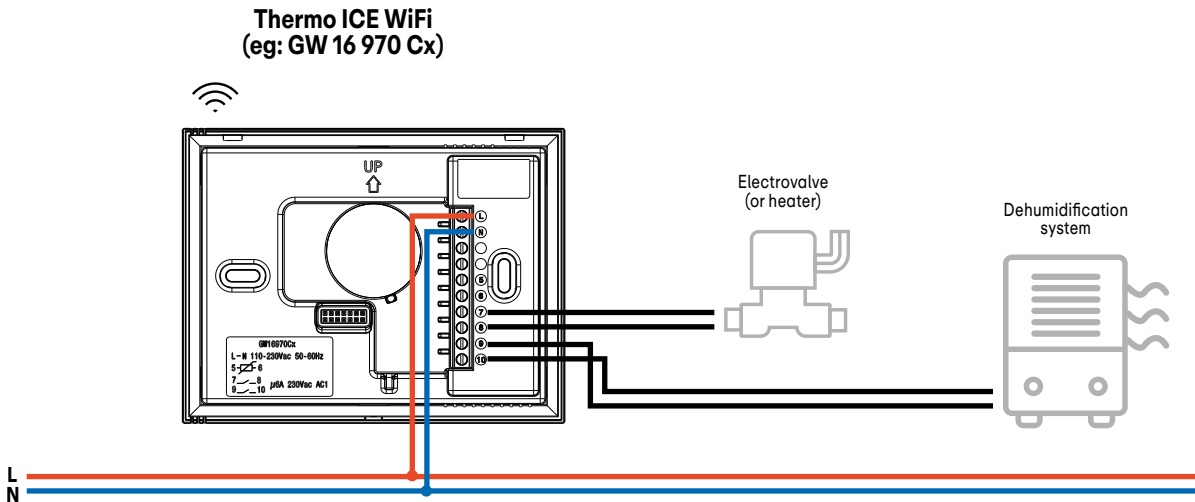 Thermo ICE WiFi
(eg: GW 16 970 Cx)
UP
L
N
5
6
7
8
9
10
GW16970Cx
L-N 110-230Vac 50-60Hz
5 6
7 8
9 10 µ6A 230Vac AC1
Electrovalve
(or heater)
Dehumidification
system
L
N